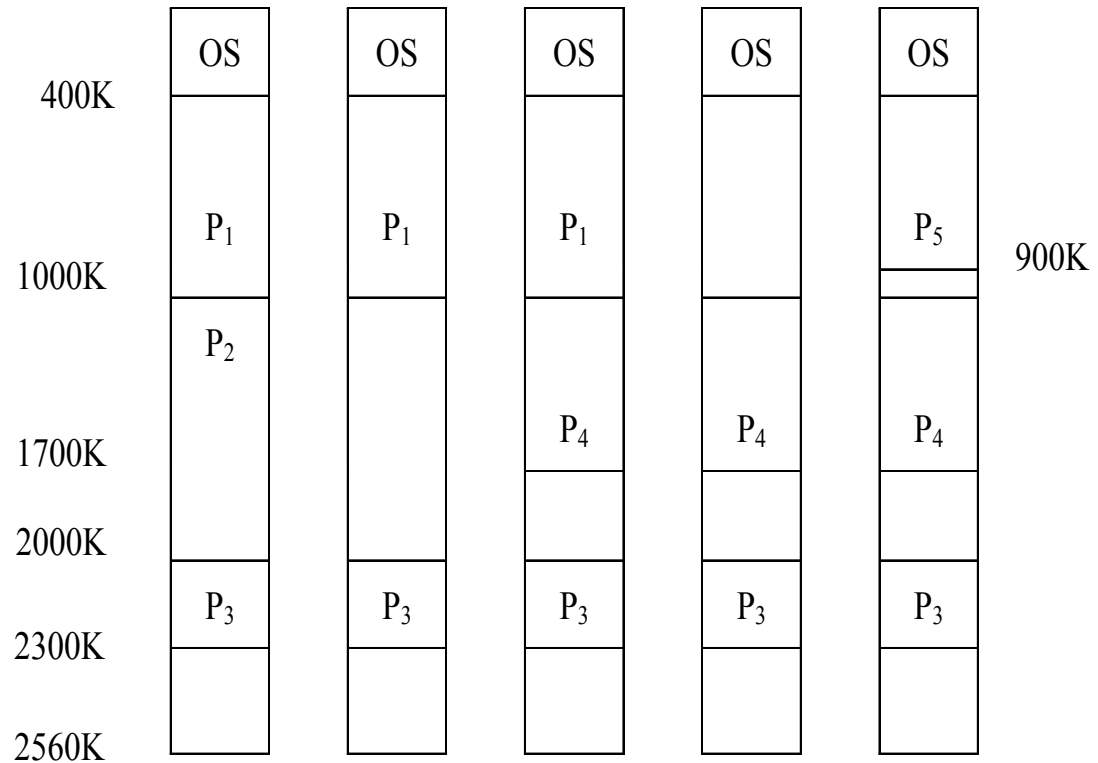 OS OS OS OS OS
400K
P₁ P₁ P₁ P₅
900K
1000K
P₂
P₄ P₄ P₄
1700K
2000K
P₃ P₃ P₃ P₃ P₃
2300K
2560K